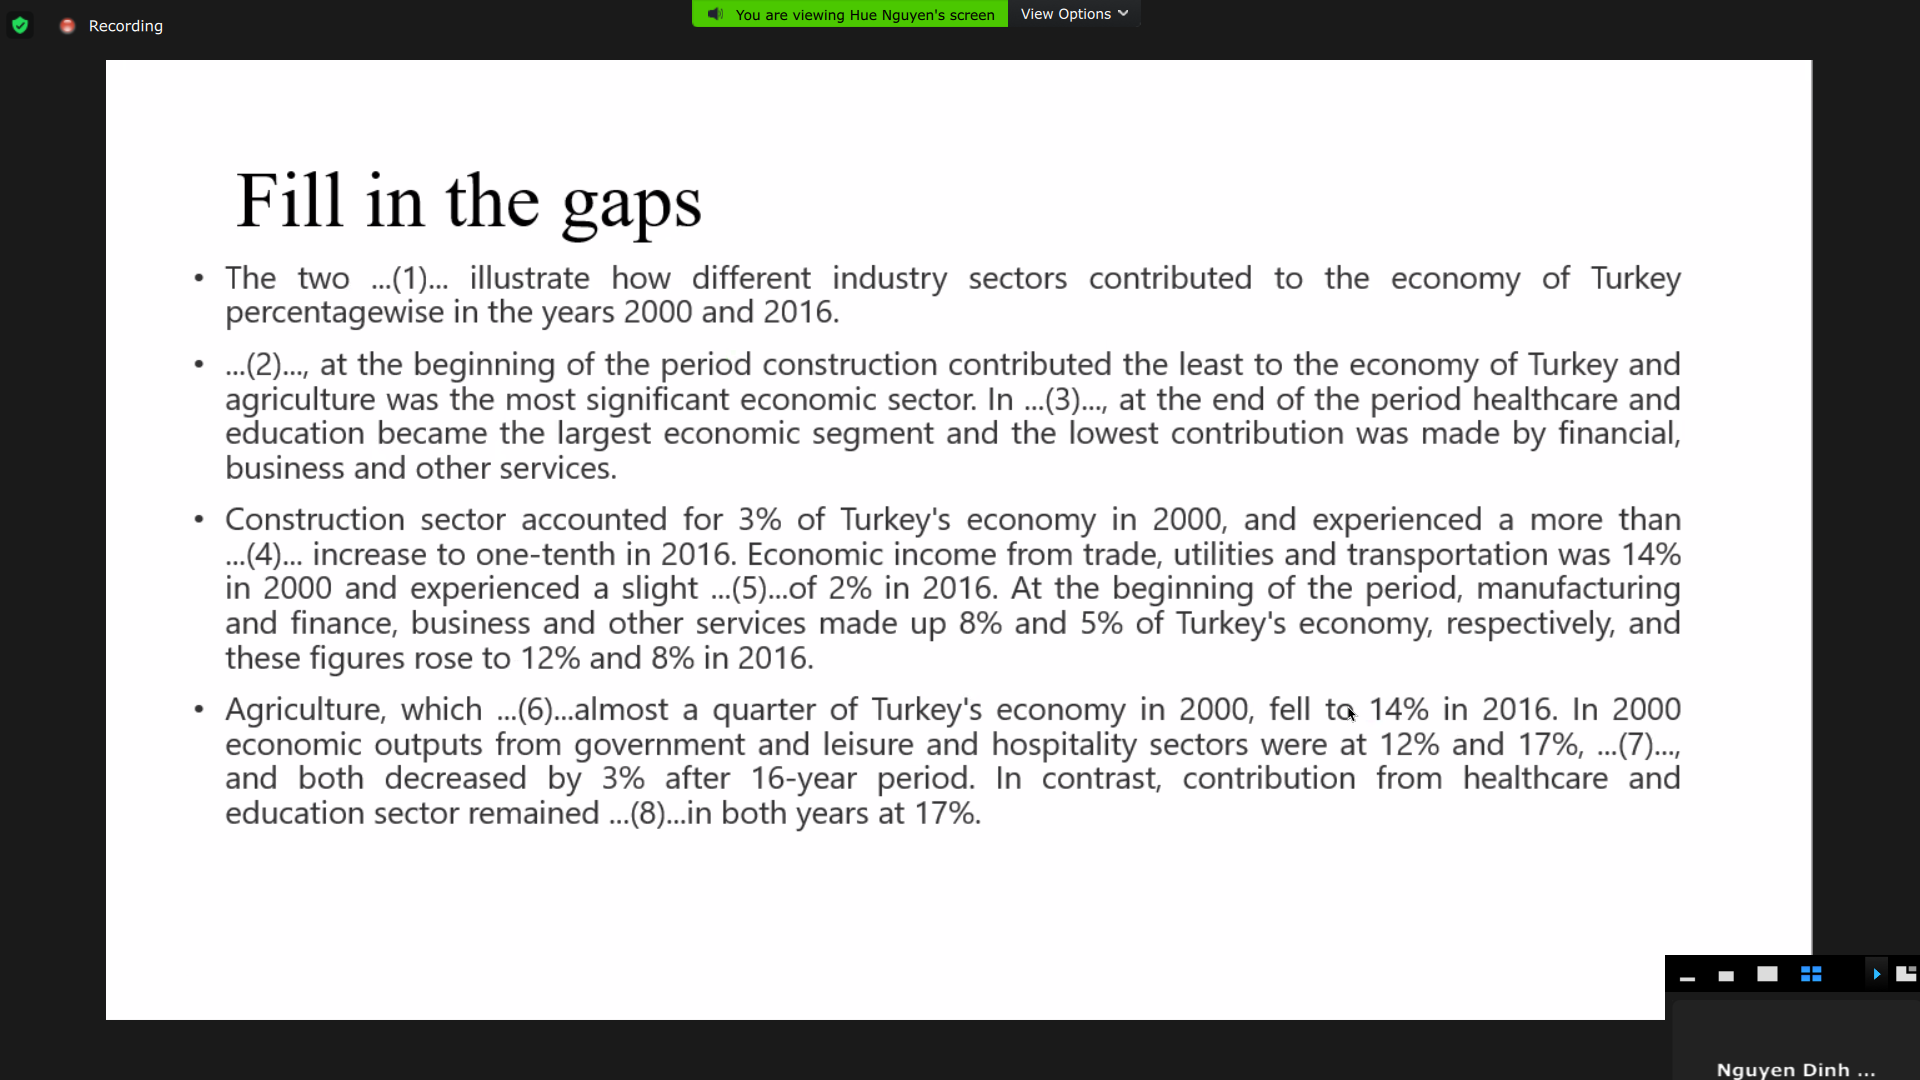 Recording
You are viewing Hue Nguyen's screen
View Options
Fill in the gaps
• The two ...(1)... illustrate how different industry sectors contributed to the economy of Turkey
percentagewise in the years 2000 and 2016.
• ...(2)..., at the beginning of the period construction contributed the least to the economy of Turkey and
agriculture was the most significant economic sector. In ...(3)..., at the end of the period healthcare and
education became the largest economic segment and the lowest contribution was made by financial,
business and other services.
• Construction sector accounted for 3% of Turkey's economy in 2000, and experienced a more than
...(4)... increase to one-tenth in 2016. Economic income from trade, utilities and transportation was 14%
in 2000 and experienced a slight ...(5)...of 2% in 2016. At the beginning of the period, manufacturing
and finance, business and other services made up 8% and 5% of Turkey's economy, respectively, and
these figures rose to 12% and 8% in 2016.
• Agriculture, which ...(6)...almost a quarter of Turkey's economy in 2000, fell to 14% in 2016. In 2000
economic outputs from government and leisure and hospitality sectors were at 12% and 17%, ...(7)...,
and both decreased by 3% after 16-year period. In contrast, contribution from healthcare and
education sector remained ...(8)...in both years at 17%.
Nguyen Dinh ...